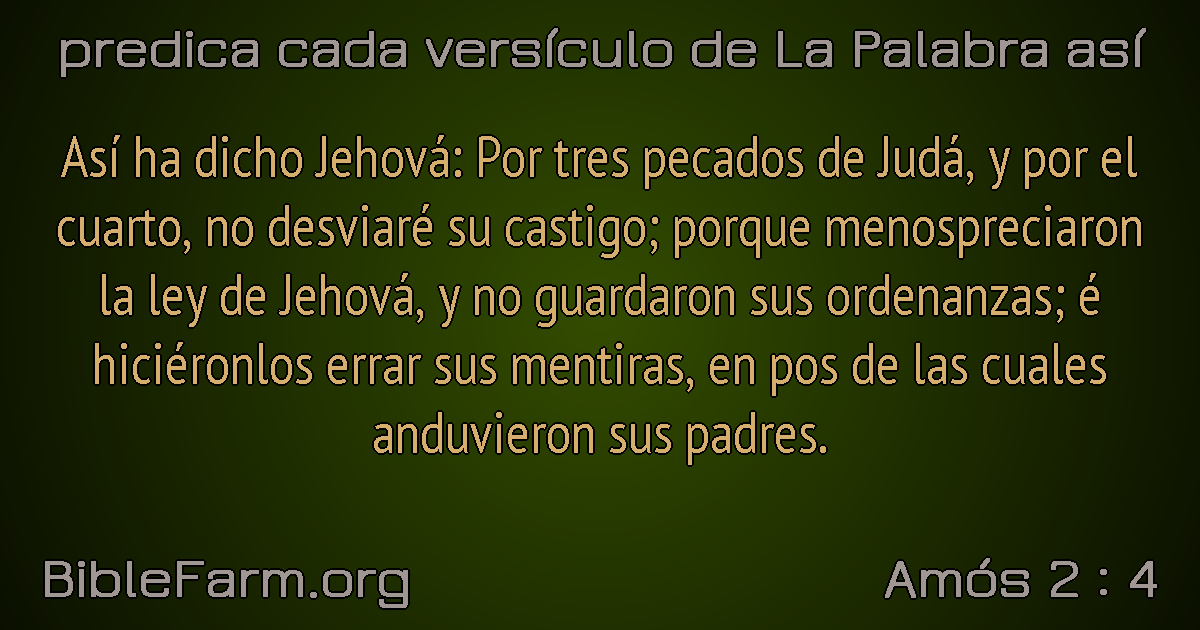 predica cada versículo de La Palabra así
Así ha dicho Jehová: Por tres pecados de Judá, y por el
cuarto, no desviaré su castigo; porque menospreciaron
la ley de Jehová, y no guardaron sus ordenanzas; é
hiciéronlos errar sus mentiras, en pos de las cuales
anduvieron sus padres.
BibleFarm.org
Amós 2 : 4